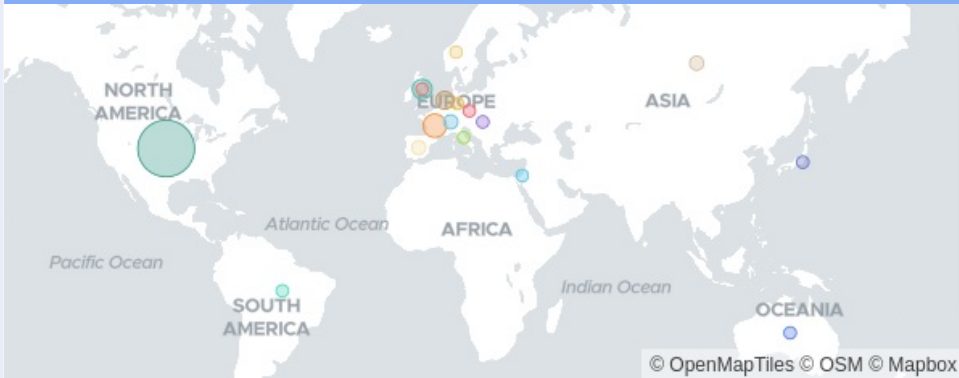 NORTH
AMERICA
EUROPE
ASIA
Atlantic Ocean
AFRICA
Pacific Ocean
Indian Ocean
SOUTH
AMERICA
OCEANIA
© OpenMapTiles © OSM © Mapbox